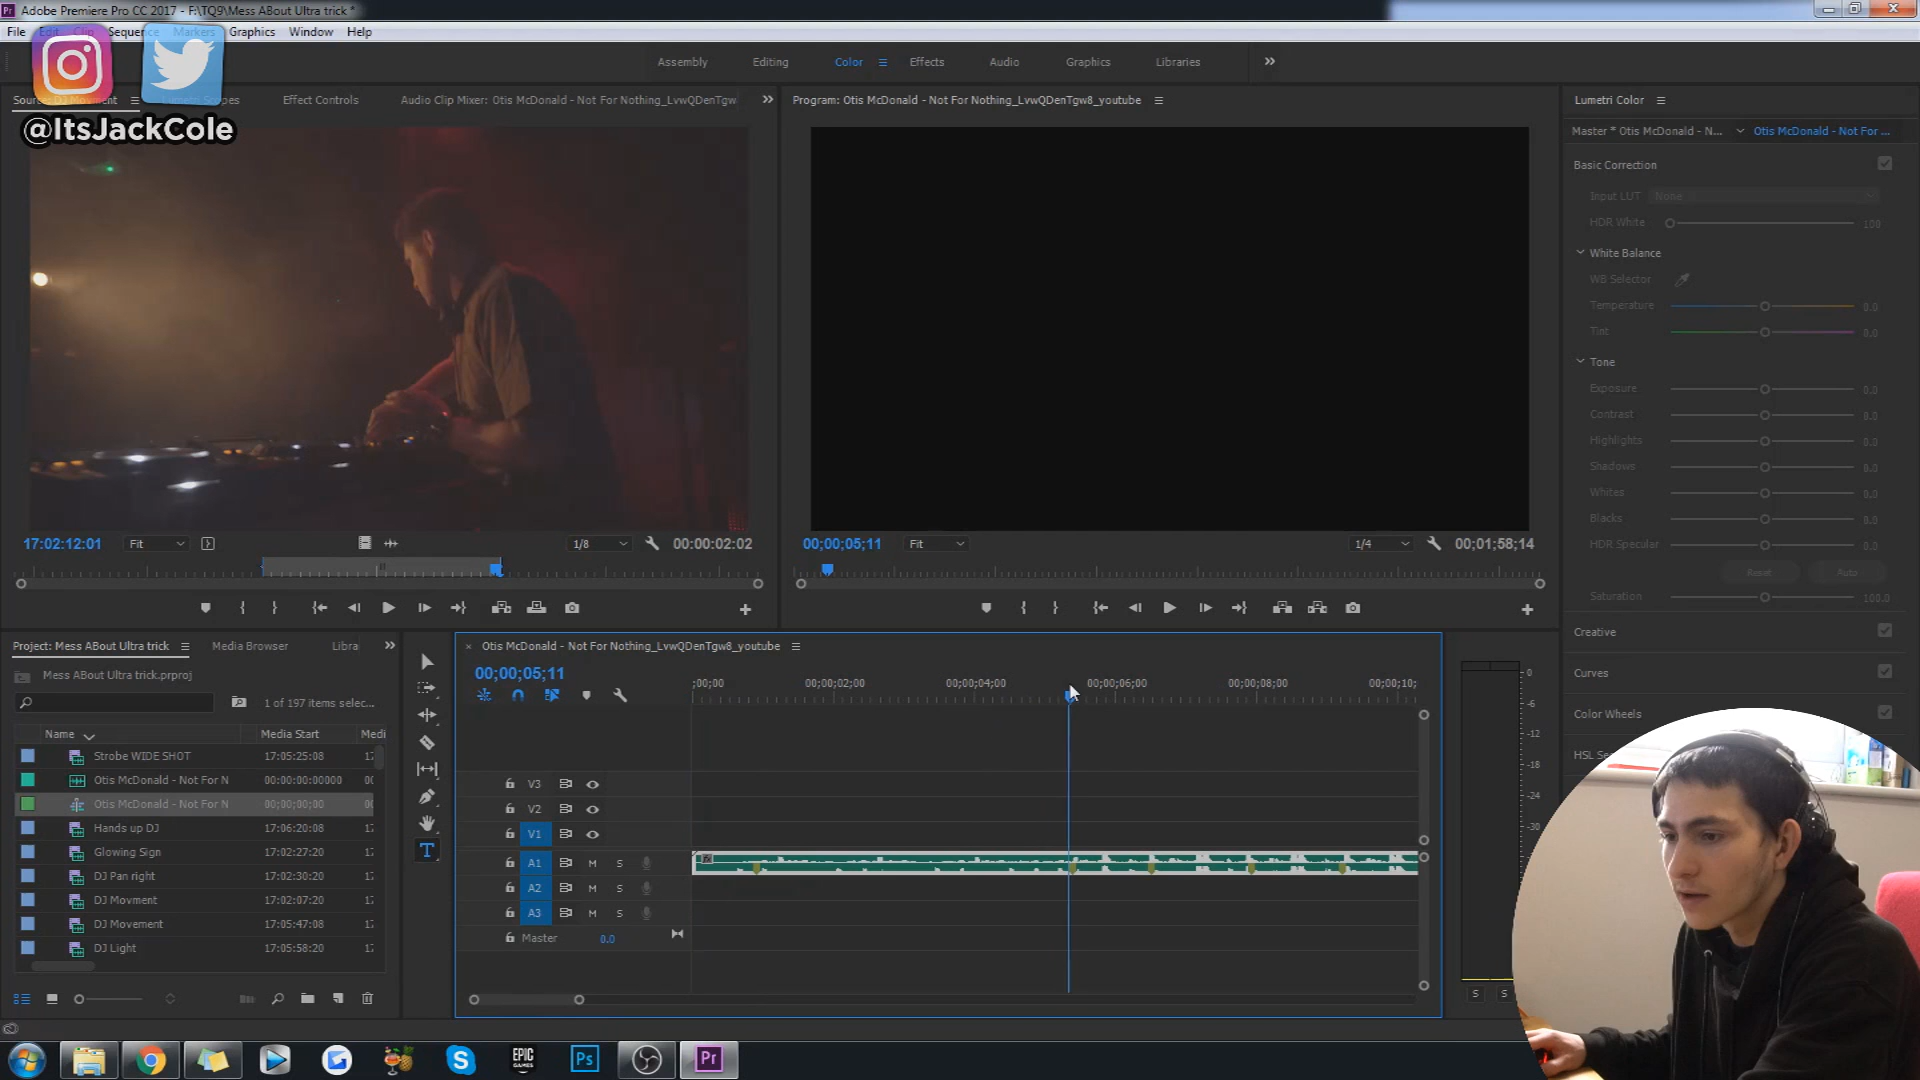 Adobe Premiere Pro CC 2017 - F:\TQ9\Mess ABout Ultra trick *
File Edit Clip Sequence Markers Graphics Window Help
Assembly Editing Color Effects Audio Graphics Libraries
Source: DJ Movment Lumetri Scopes Effect Controls Audio Clip Mixer: Otis McDonald - Not For Nothing_LvwQDenTgw
@ItsJackCole
Program: Otis McDonald - Not For Nothing_LvwQDenTgw8_youtube
Lumetri Color
Master * Otis McDonald - N... Otis McDonald - Not For ...
Basic Correction
Input LUT None
HDR White 100
White Balance
WB Selector
Temperature 0.0
Tint 0.0
Tone
Exposure 0.0
Contrast 0.0
Highlights 0.0
Shadows 0.0
Whites 0.0
Blacks 0.0
HDR Specular 0.0
Reset Auto
Saturation 100.0
Creative
Curves
Color Wheels
HSL Se
17:02:12:01 Fit 1/8 00:00:02:02
00;00;05;11 Fit 1/4 00;01;58;14
Project: Mess ABout Ultra trick Media Browser Libra
Mess ABout Ultra trick.prproj
1 of 197 items selec...
Name Media Start Medi
Strobe WIDE SHOT 17:05:25:08 17
Otis McDonald - Not For N 00:00:00:00000 00
Otis McDonald - Not For N 00;00;00;00 00
Hands up DJ 17:06:20:08 17
Glowing Sign 17:02:27:20 17
DJ Pan right 17:02:30:20 17
DJ Movment 17:02:07:20 17
DJ Movement 17:05:47:08 17
DJ Light 17:05:58:20 17
Otis McDonald - Not For Nothing_LvwQDenTgw8_youtube
00;00;05;11
;00;00 00;00;02;00 00;00;04;00 00;00;06;00 00;00;08;00 00;00;10;
V3
V2
V1
A1 M S
A2 M S
A3 M S
Master 0.0
0
-6
-12
-18
-24
-30
S S
T
S
EPIC
GAMES
Ps
Pr